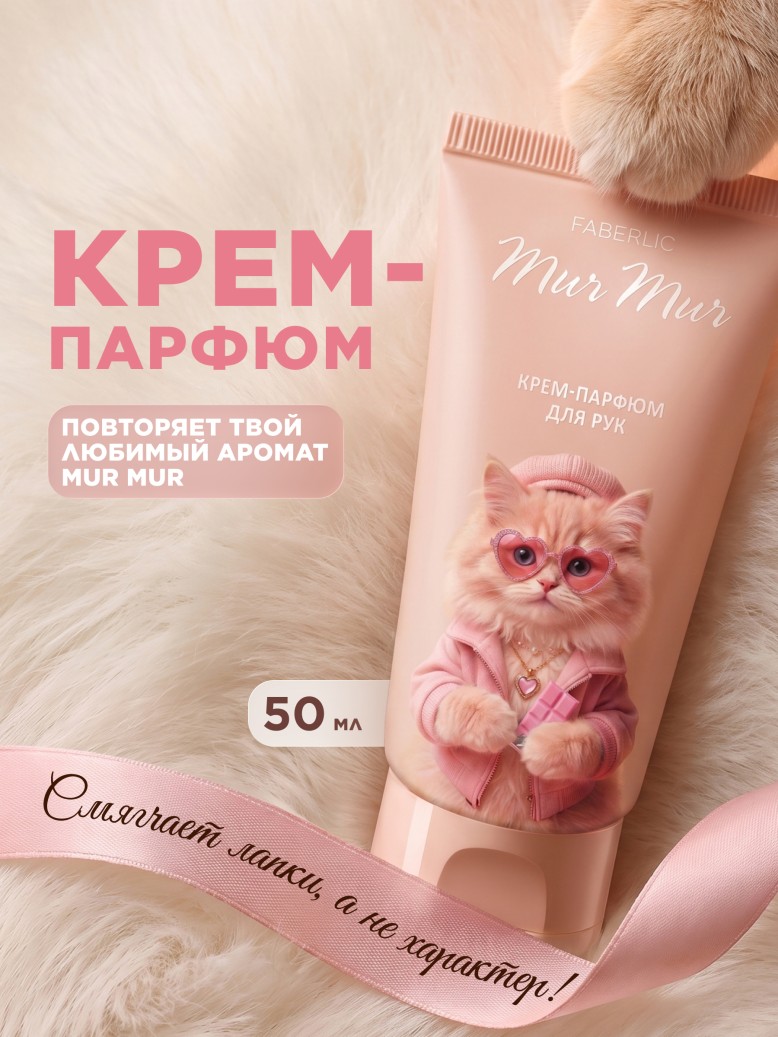 КРЕМ-
ПАРФЮМ
ПОВТОРЯЕТ ТВОЙ
ЛЮБИМЫЙ АРОМАТ
MUR MUR
FABERLIC
Mur Mur
КРЕМ-ПАРФЮМ
ДЛЯ РУК
50 мл
Смягчает лапки, а не характер!